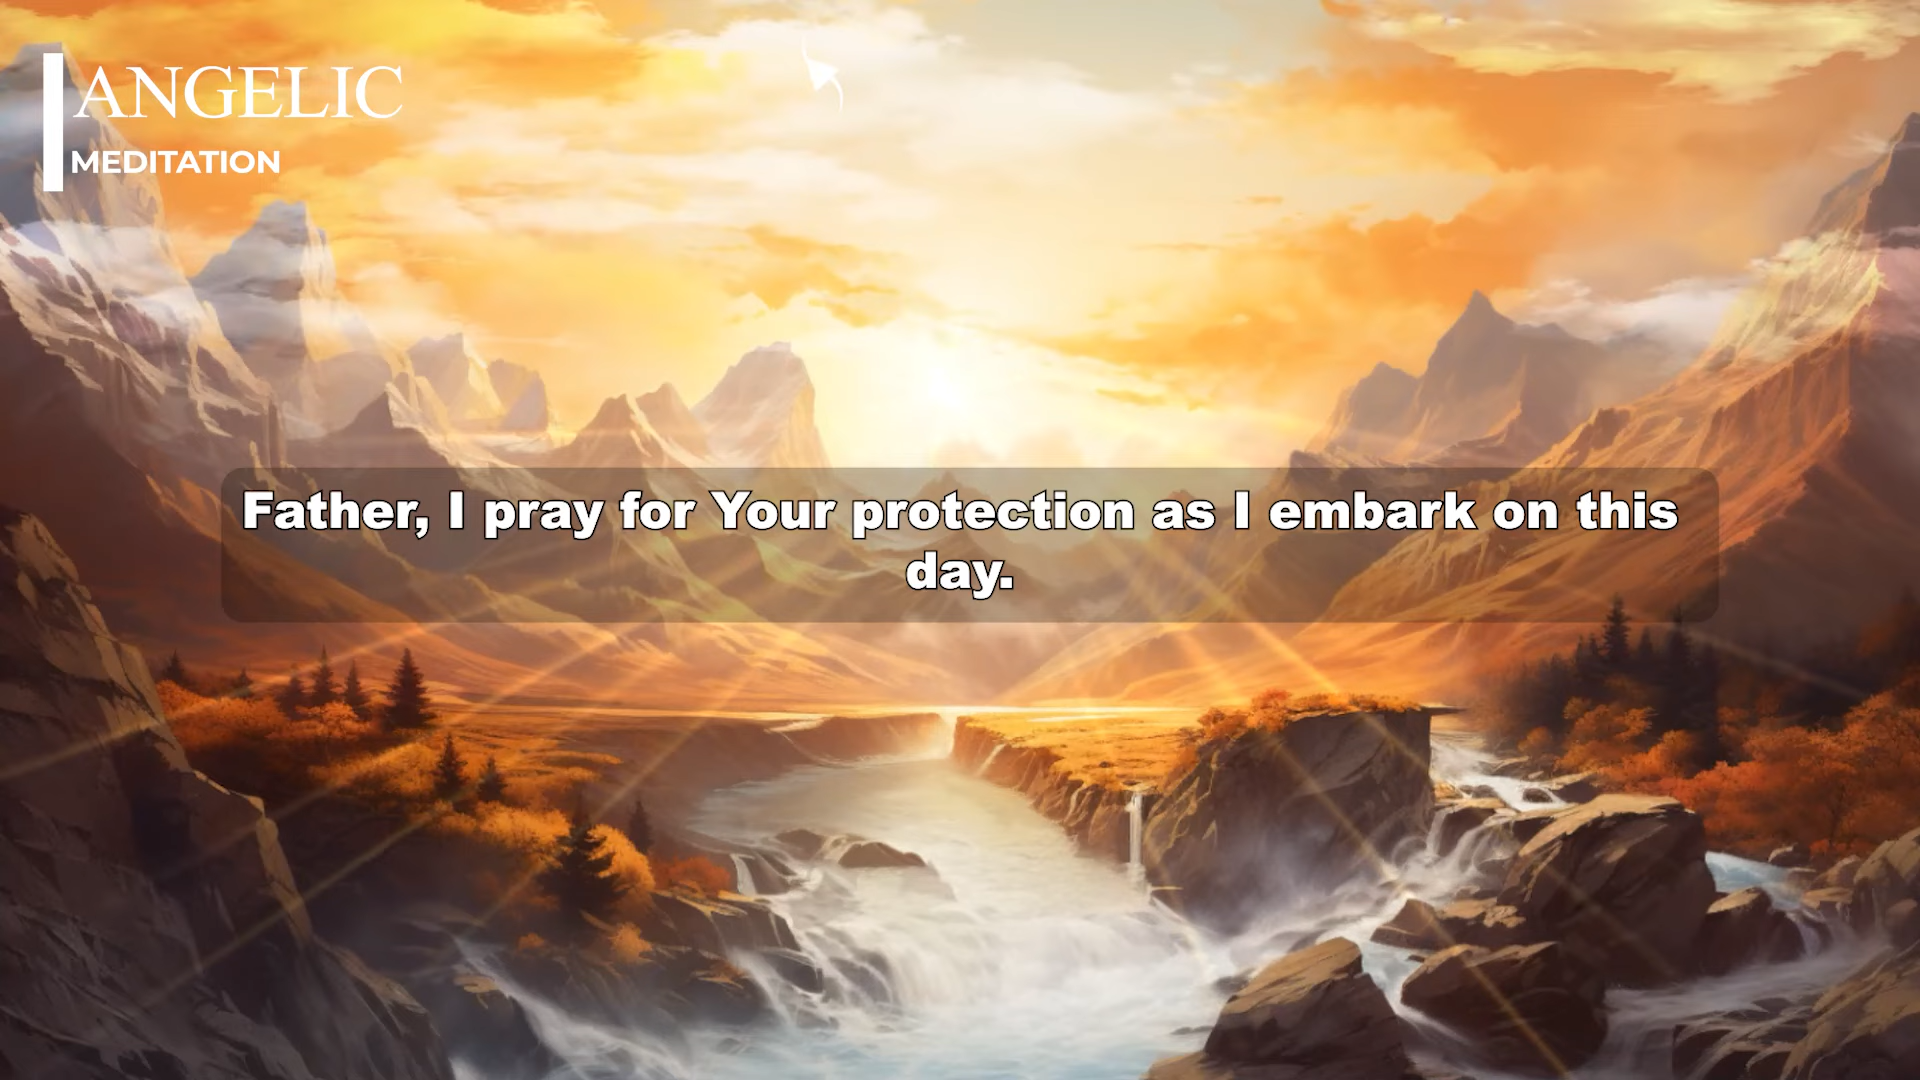 ANGELIC
MEDITATION
Father, I pray for Your protection as I embark on this
day.